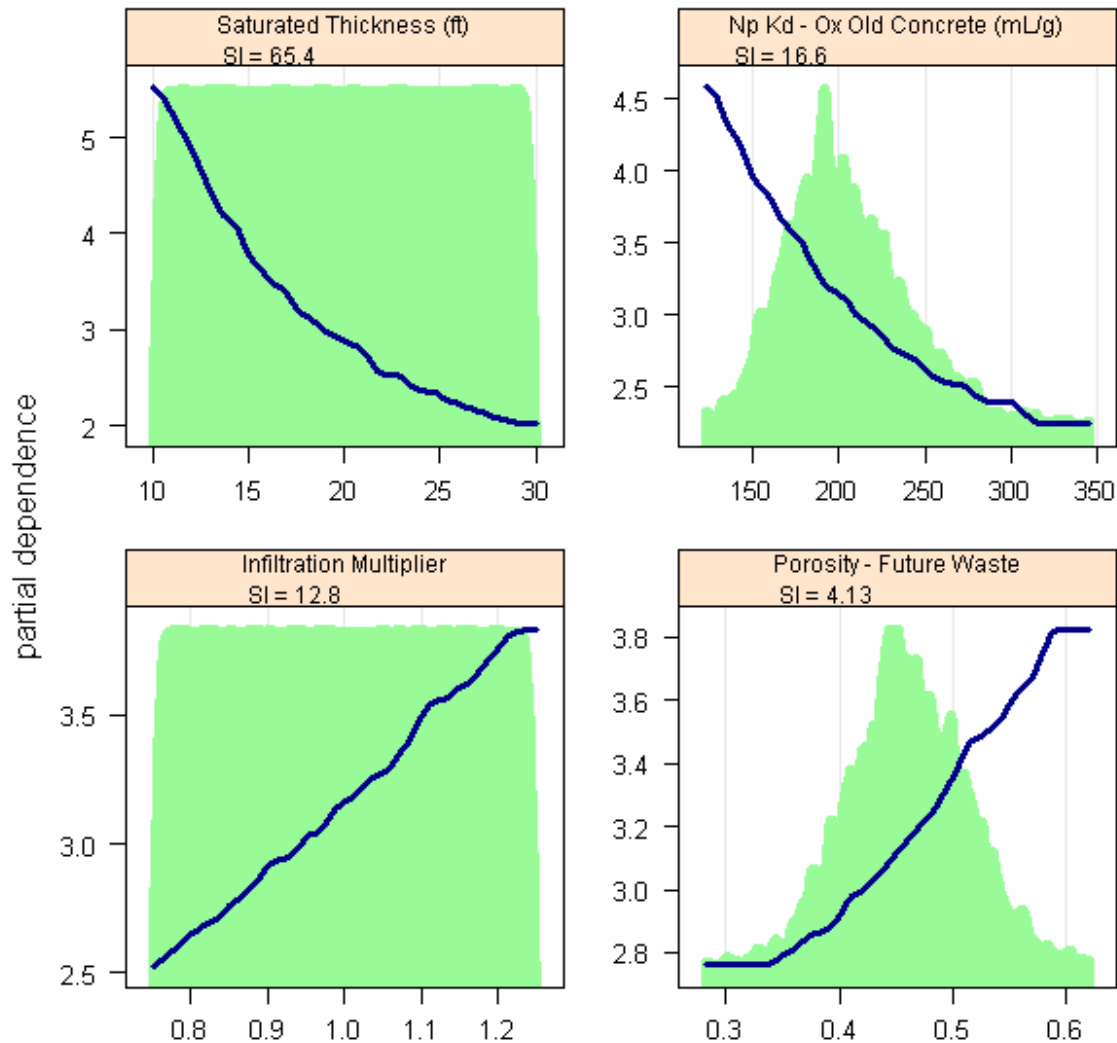 Saturated Thickness (ft)
SI = 65.4
Np Kd - Ox Old Concrete (mL/g)
SI = 16.6
5
4
3
2
10 15 20 25 30
4.5
4.0
3.5
3.0
2.5
150 200 250 300 350
partial dependence
Infiltration Multiplier
SI = 12.8
Porosity - Future Waste
SI = 4.13
3.5
3.0
2.5
0.8 0.9 1.0 1.1 1.2
3.8
3.6
3.4
3.2
3.0
2.8
0.3 0.4 0.5 0.6